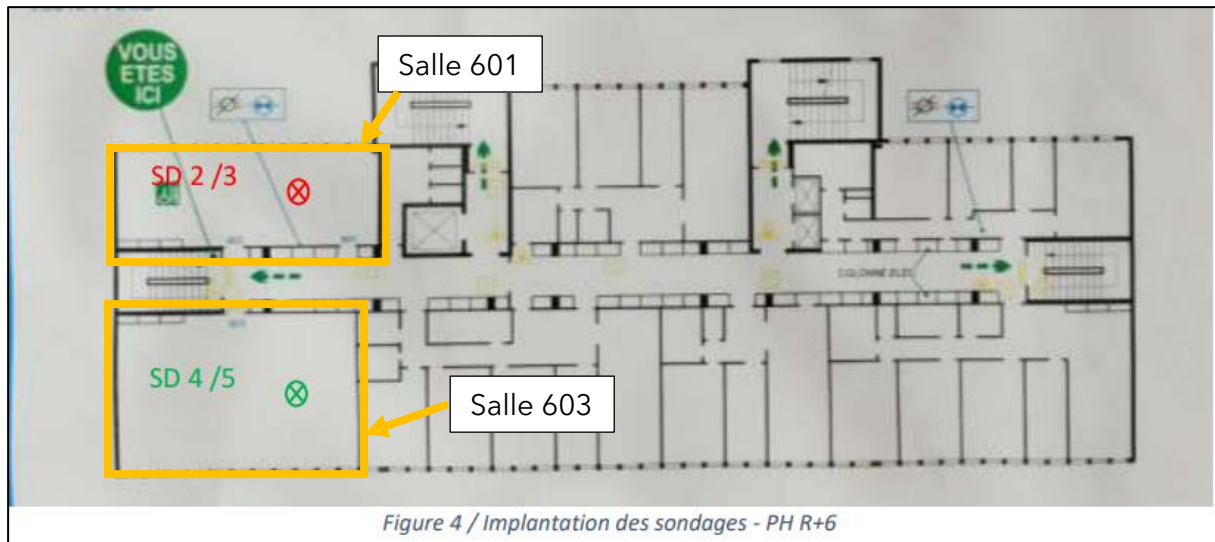 VOUS
ETES
ICI
Salle 601
SD 2 /3
SD 4 /5
COLONNE ELEC
Salle 603
Figure 4 / Implantation des sondages - PH R+6